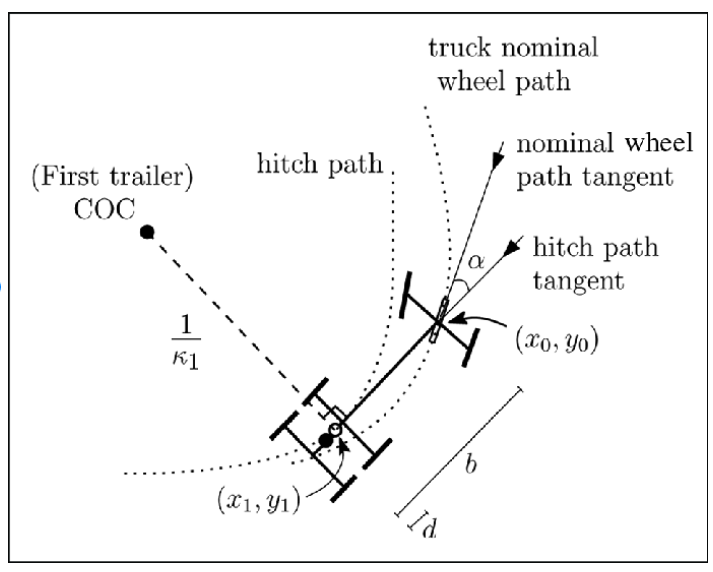 truck nominal
wheel path
nominal wheel
path tangent
hitch path
(First trailer)
COC
hitch path
tangent
α
(x₀, y₀)
1
κ₁
b
(x₁, y₁)
d